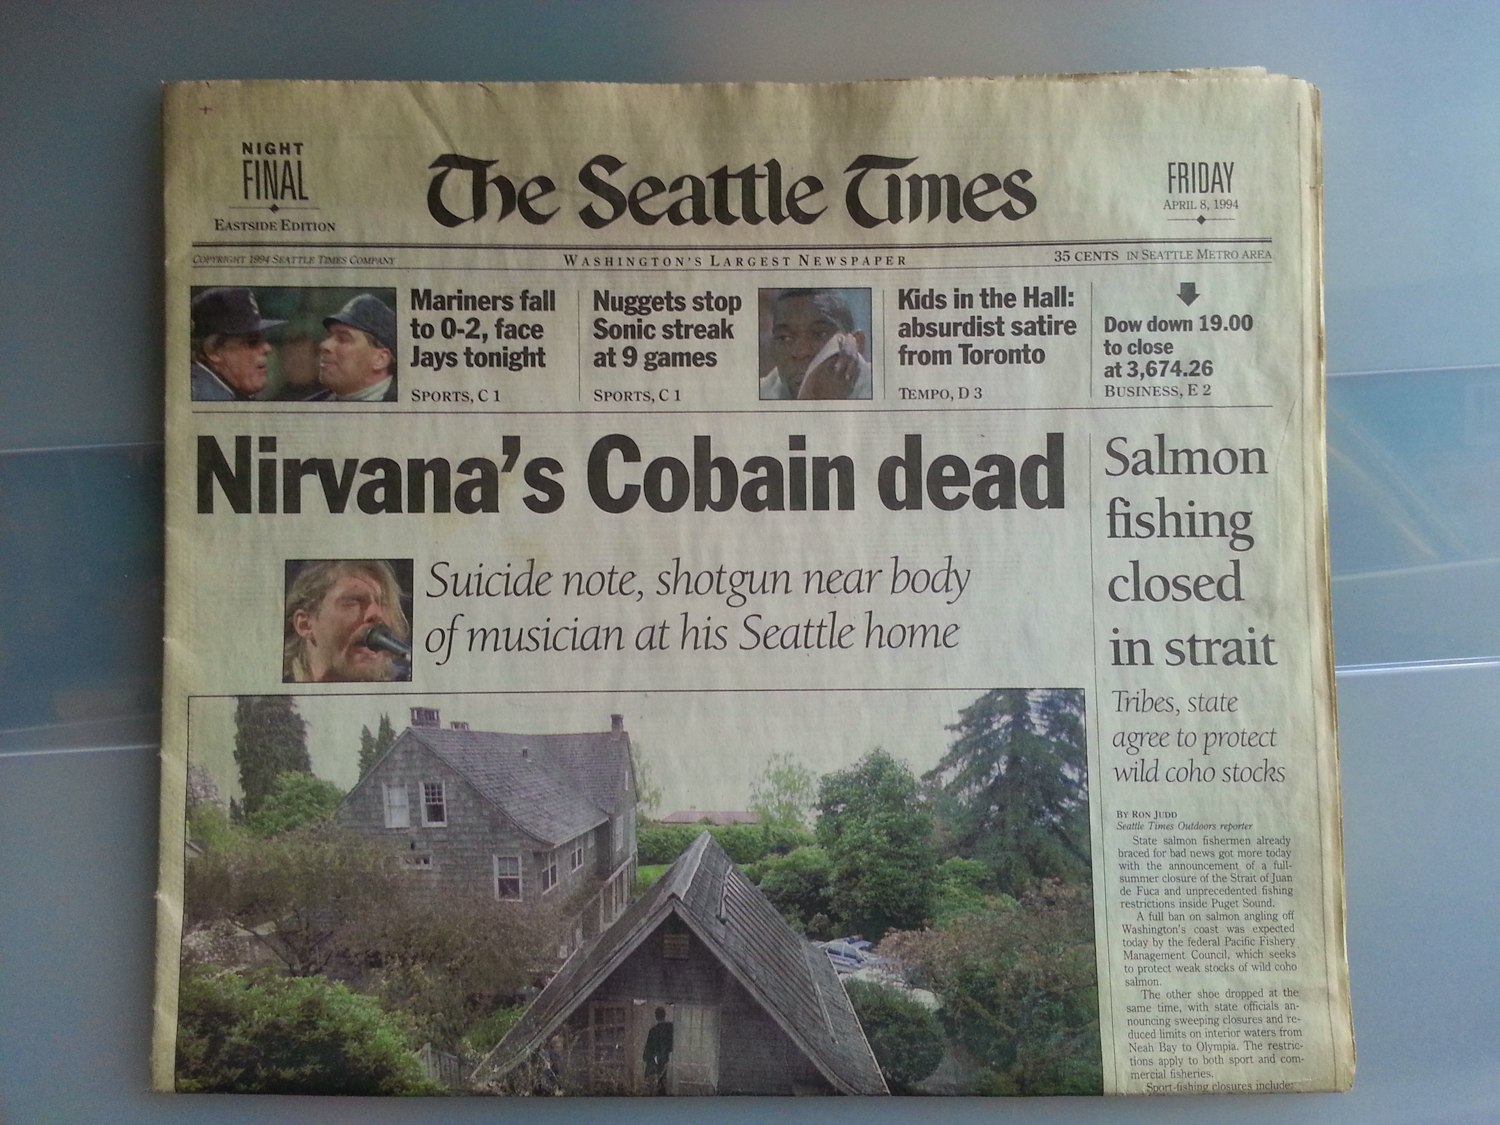 NIGHT
FINAL
EASTSIDE EDITION
The Seattle Times
FRIDAY
APRIL 8, 1994
COPYRIGHT 1994 SEATTLE TIMES COMPANY
WASHINGTON'S LARGEST NEWSPAPER
35 CENTS IN SEATTLE METRO AREA
Mariners fall
to 0-2, face
Jays tonight
SPORTS, C 1
Nuggets stop
Sonic streak
at 9 games
SPORTS, C 1
Kids in the Hall:
absurdist satire
from Toronto
TEMPO, D 3
Dow down 19.00
to close
at 3,674.26
BUSINESS, E 2
Nirvana's Cobain dead
Suicide note, shotgun near body
of musician at his Seattle home
Salmon
fishing
closed
in strait
Tribes, state
agree to protect
wild coho stocks
BY RON JUDD
Seattle Times Outdoors reporter
State salmon fishermen already
braced for bad news got more today
with the announcement of a full-
summer closure of the Strait of Juan
de Fuca and unprecedented fishing
restrictions inside Puget Sound.
A full ban on salmon angling off
Washington's coast was expected
today by the federal Pacific Fishery
Management Council, which seeks
to protect weak stocks of wild coho
salmon.
The other shoe dropped at the
same time, with state officials an-
nouncing sweeping closures and re-
duced limits on interior waters from
Neah Bay to Olympia. The restric-
tions apply to both sport and com-
mercial fisheries.
Sport-fishing closures include: